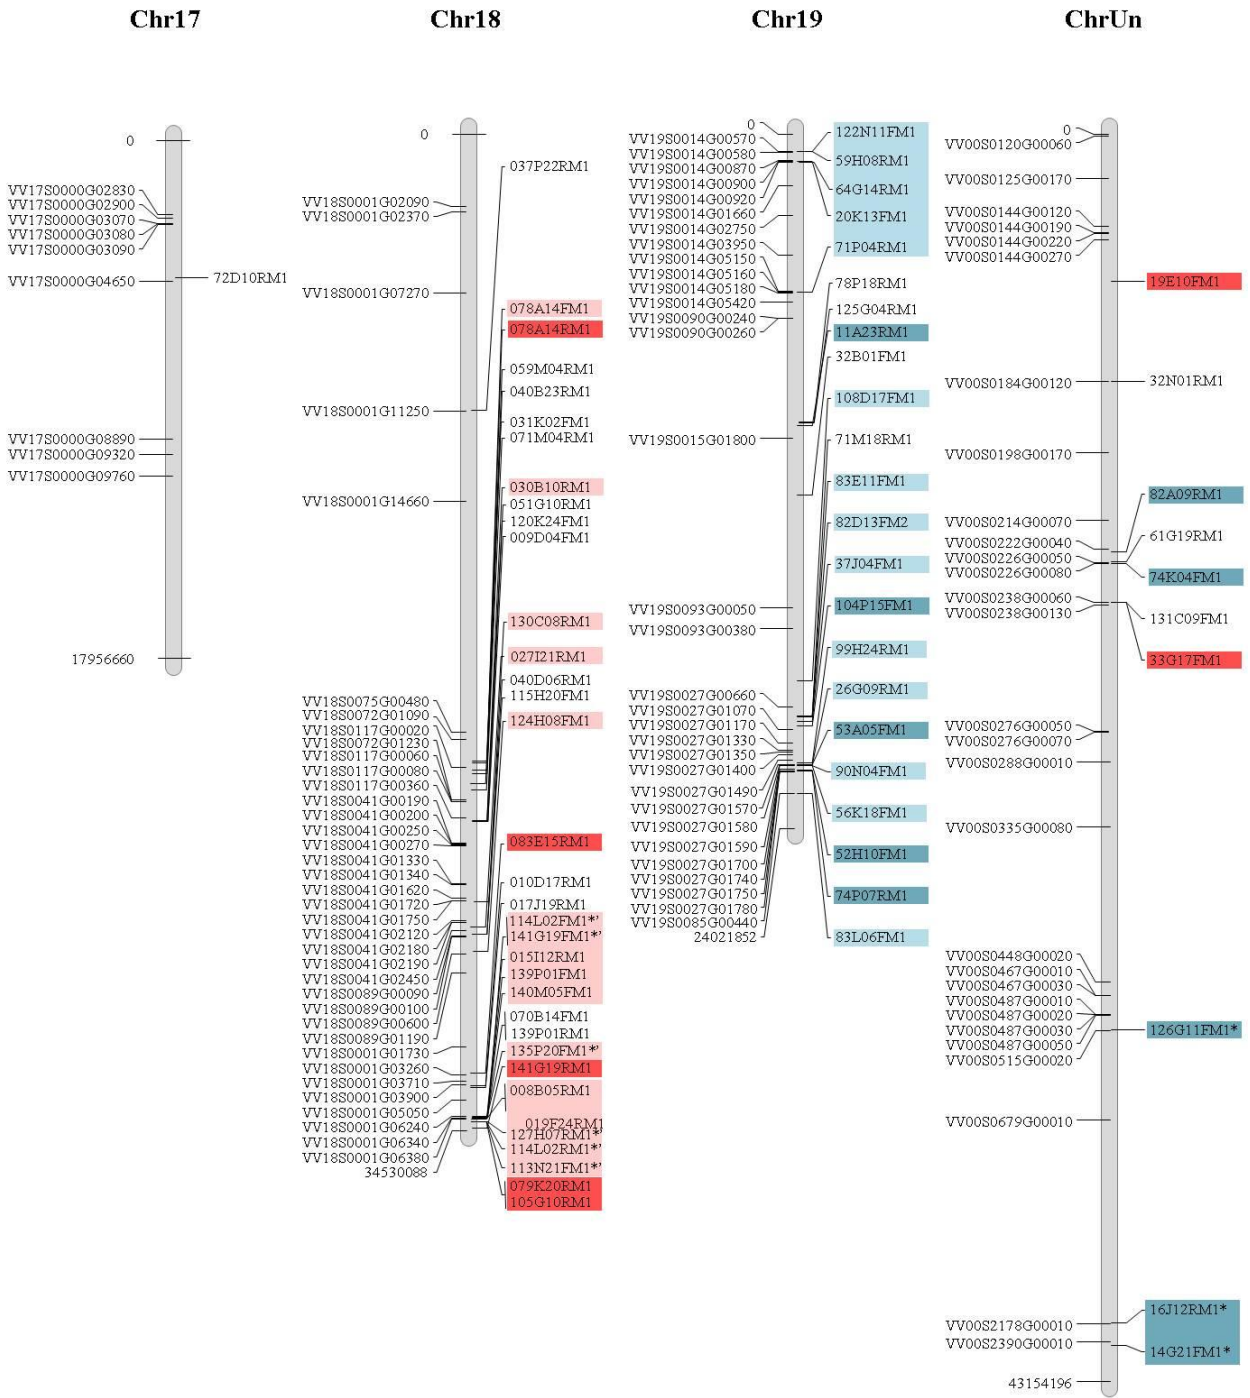 Chr17
Chr18
Chr19
ChrUn
0
VV17S0000G02830
VV17S0000G02900
VV17S0000G03070
VV17S0000G03080
VV17S0000G03090
VV17S0000G04650
72D10RM1
VV17S0000G08890
VV17S0000G09320
VV17S0000G09760
17956660
0
VV18S0001G02090
VV18S0001G02370
VV18S0001G07270
VV18S0001G11250
VV18S0001G14660
VV18S0075G00480
VV18S0072G01090
VV18S0117G00020
VV18S0072G01230
VV18S0117G00060
VV18S0117G00080
VV18S0117G00360
VV18S0041G00190
VV18S0041G00200
VV18S0041G00250
VV18S0041G00270
VV18S0041G01330
VV18S0041G01340
VV18S0041G01620
VV18S0041G01720
VV18S0041G01750
VV18S0041G02120
VV18S0041G02180
VV18S0041G02190
VV18S0041G02450
VV18S0089G00090
VV18S0089G00100
VV18S0089G00600
VV18S0089G01190
VV18S0001G01730
VV18S0001G03260
VV18S0001G03710
VV18S0001G03900
VV18S0001G05050
VV18S0001G06240
VV18S0001G06340
VV18S0001G06380
34530088
037P22RM1
078A14FM1
078A14RM1
059M04RM1
040B23RM1
031K02FM1
071M04RM1
030B10RM1
051G10RM1
120K24FM1
009D04FM1
130C08RM1
027I21RM1
040D06RM1
115H20FM1
124H08FM1
083E15RM1
010D17RM1
017J19RM1
114L02FM1*'
141G19FM1*'
015I12RM1
139P01FM1
140M05FM1
070B14FM1
139P01RM1
135P20FM1*'
141G19RM1
008B05RM1
019F24RM1
127H07RM1*'
114L02RM1*'
113N21FM1*'
079K20RM1
105G10RM1
0
VV19S0014G00570
VV19S0014G00580
VV19S0014G00870
VV19S0014G00900
VV19S0014G00920
VV19S0014G01660
VV19S0014G02750
VV19S0014G03950
VV19S0014G05150
VV19S0014G05160
VV19S0014G05180
VV19S0014G05420
VV19S0090G00240
VV19S0090G00260
VV19S0015G01800
VV19S0093G00050
VV19S0093G00380
VV19S0027G00660
VV19S0027G01070
VV19S0027G01170
VV19S0027G01330
VV19S0027G01350
VV19S0027G01400
VV19S0027G01490
VV19S0027G01570
VV19S0027G01580
VV19S0027G01590
VV19S0027G01700
VV19S0027G01740
VV19S0027G01750
VV19S0027G01780
VV19S0085G00440
24021852
122N11FM1
59H08RM1
64G14RM1
20K13FM1
71P04RM1
78P18RM1
125G04RM1
11A23RM1
32B01FM1
108D17FM1
71M18RM1
83E11FM1
82D13FM2
37J04FM1
104P15FM1
99H24RM1
26G09RM1
53A05FM1
90N04FM1
56K18FM1
52H10FM1
74P07RM1
83L06FM1
0
VV00S0120G00060
VV00S0125G00170
VV00S0144G00120
VV00S0144G00190
VV00S0144G00220
VV00S0144G00270
VV00S0184G00120
VV00S0198G00170
VV00S0214G00070
VV00S0222G00040
VV00S0226G00050
VV00S0226G00080
VV00S0238G00060
VV00S0238G00130
VV00S0276G00050
VV00S0276G00070
VV00S0288G00010
VV00S0335G00080
VV00S0448G00020
VV00S0467G00010
VV00S0467G00030
VV00S0487G00010
VV00S0487G00020
VV00S0487G00030
VV00S0487G00050
VV00S0515G00020
VV00S0679G00010
VV00S2178G00010
VV00S2390G00010
43154196
19E10FM1
32N01RM1
82A09RM1
61G19RM1
74K04FM1
131C09FM1
33G17FM1
126G11FM1*
16J12RM1*
14G21FM1*